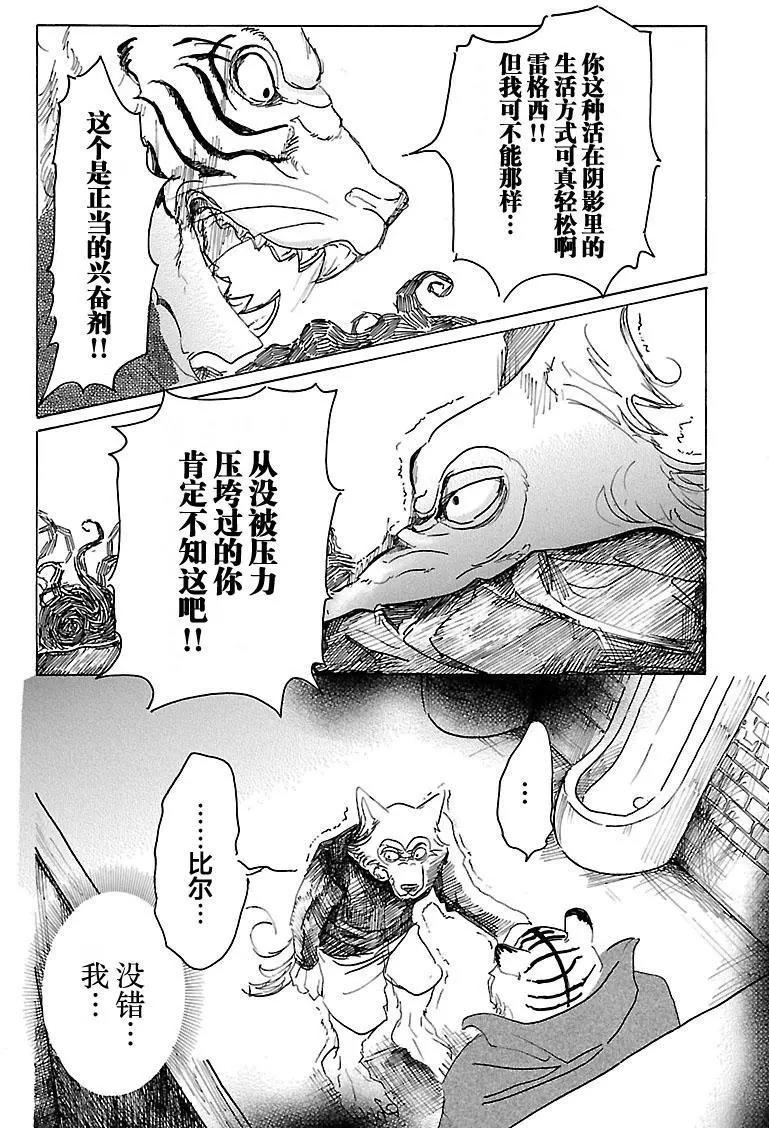 你这种活在阴影里的
生活方式可真轻松啊
雷格西!!
但我可不能那样…
这个是正当的兴奋剂!!
从没被压力
压垮过的你
肯定不知这吧!!
…
……比尔…
没错…
我…